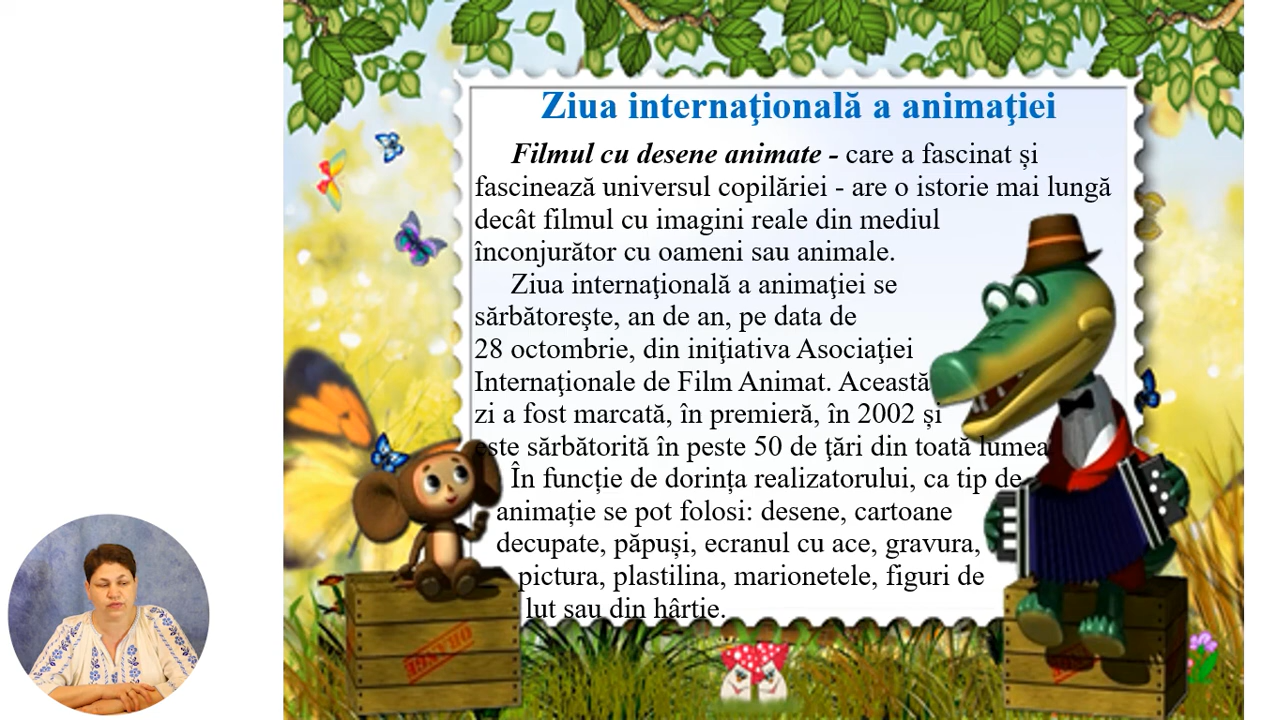 Ziua internaţională a animaţiei
Filmul cu desene animate - care a fascinat și
fascinează universul copilăriei - are o istorie mai lungă
decât filmul cu imagini reale din mediul
înconjurător cu oameni sau animale.
Ziua internaţională a animaţiei se
sărbătoreşte, an de an, pe data de
28 octombrie, din iniţiativa Asociaţiei
Internaţionale de Film Animat. Această
zi a fost marcată, în premieră, în 2002 și
este sărbătorită în peste 50 de ţări din toată lumea
În funcție de dorința realizatorului, ca tip de
animație se pot folosi: desene, cartoane
decupate, păpuși, ecranul cu ace, gravura,
pictura, plastilina, marionetele, figuri de
lut sau din hârtie.